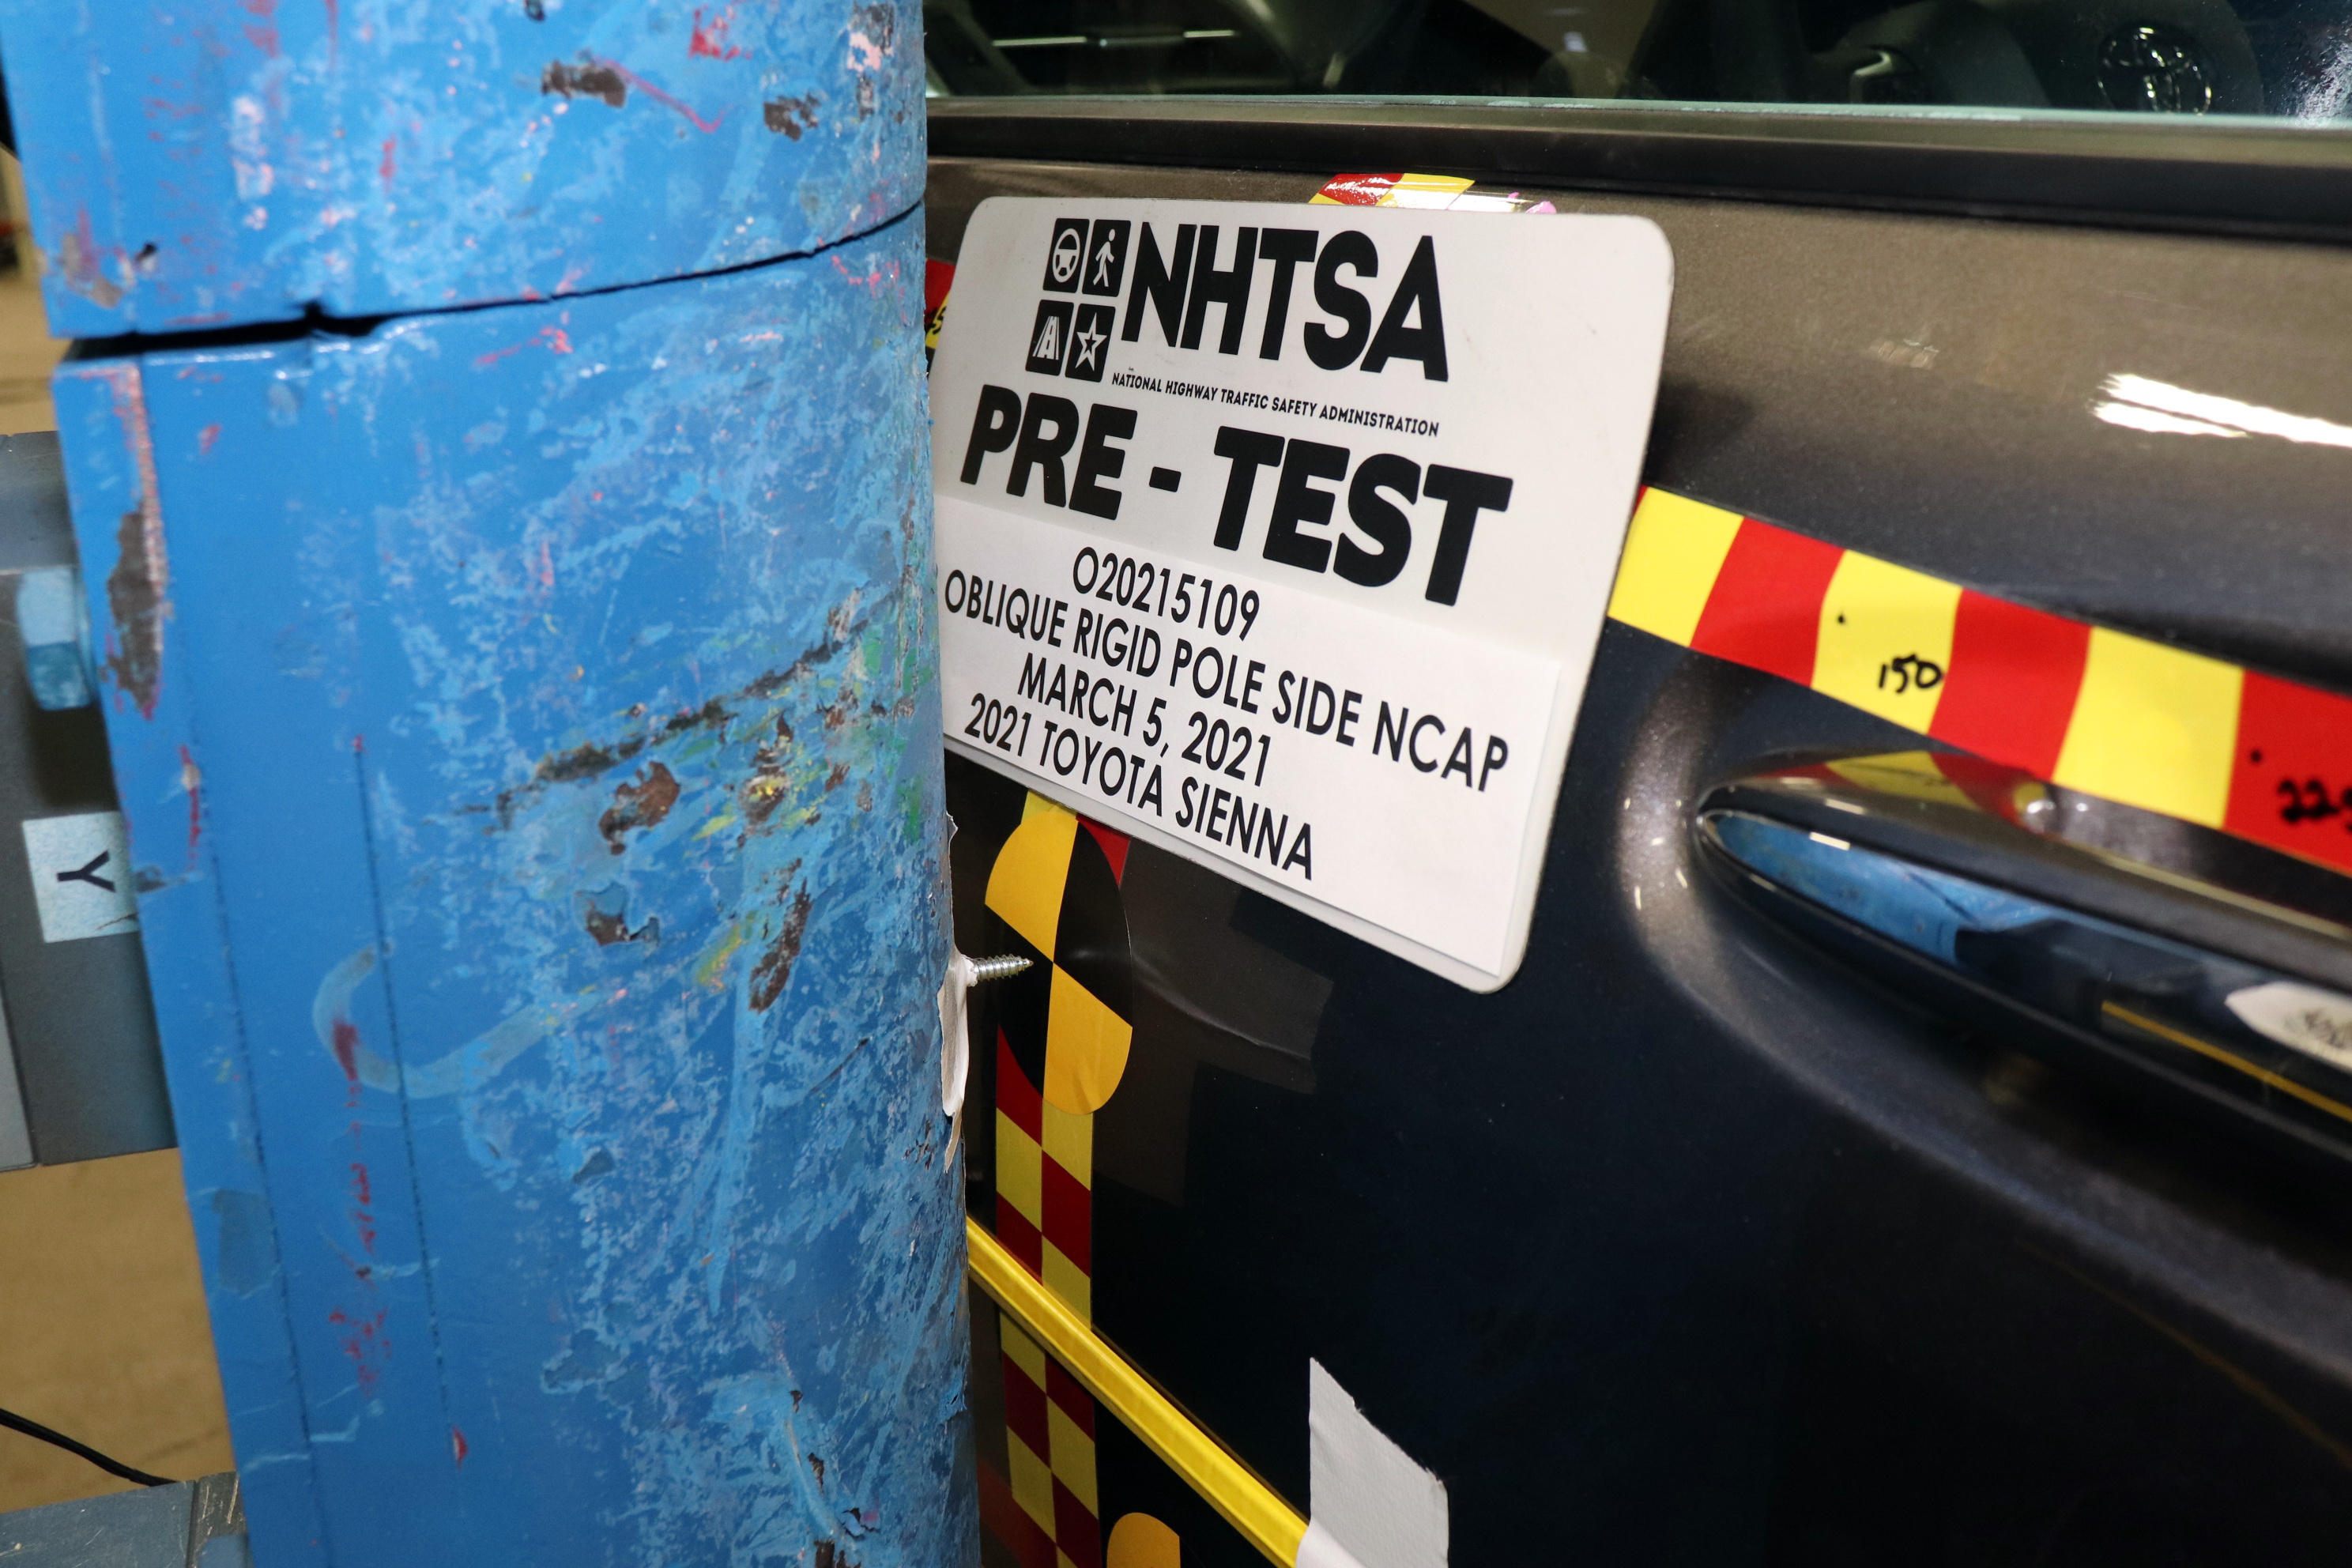 NHTSA
NATIONAL HIGHWAY TRAFFIC SAFETY ADMINISTRATION
PRE - TEST
O20215109
OBLIQUE RIGID POLE SIDE NCAP
MARCH 5, 2021
2021 TOYOTA SIENNA
150
Y